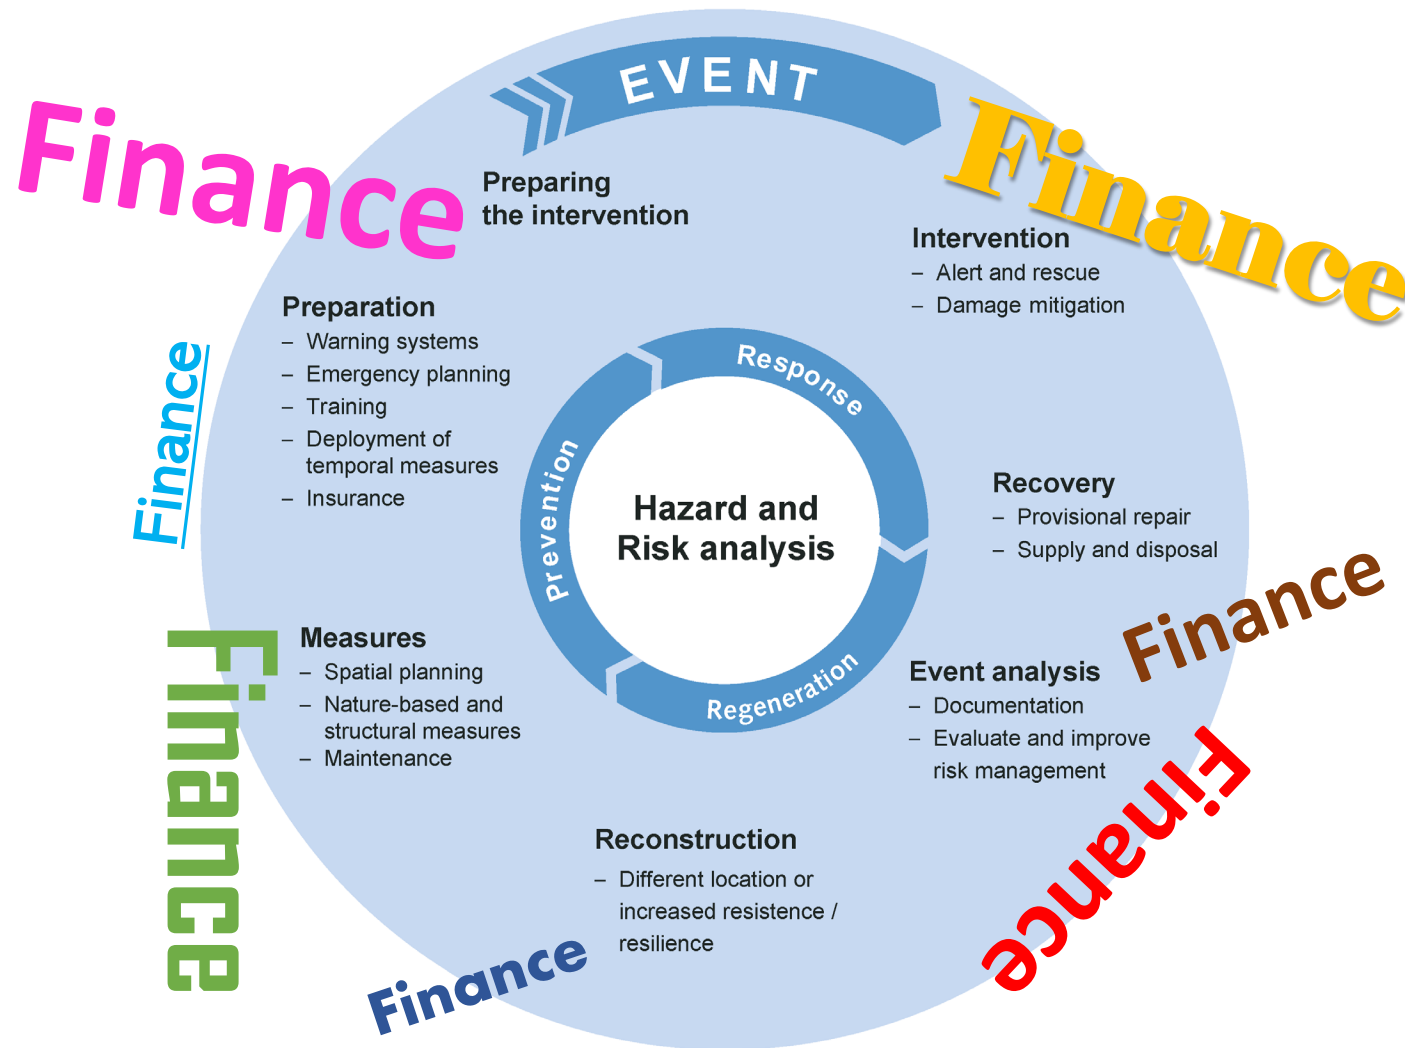 EVENT
Finance
Finance
Preparing
the intervention
Intervention
– Alert and rescue
– Damage mitigation
Preparation
– Warning systems
– Emergency planning
– Training
– Deployment of
temporal measures
– Insurance
Finance
Response
Prevention
Regeneration
Hazard and
Risk analysis
Recovery
– Provisional repair
– Supply and disposal
Finance
Measures
– Spatial planning
– Nature-based and
structural measures
– Maintenance
Finance
Event analysis
– Documentation
– Evaluate and improve
risk management
Finance
Reconstruction
– Different location or
increased resistence /
resilience
Finance